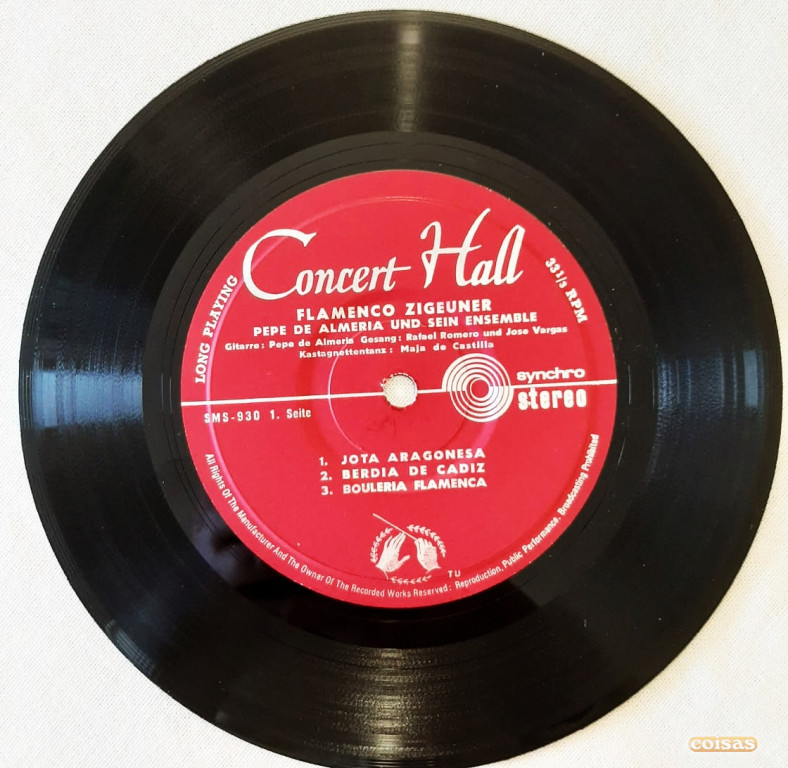 Concert Hall
LONG PLAYING
33 1/3 RPM
FLAMENCO ZIGEUNER
PEPE DE ALMERIA UND SEIN ENSEMBLE
Gitarre: Pepe de Almeria Gesang: Rafael Romero und Jose Vargas
Kastagnettentanz: Maja de Castilla
synchro
stereo
SMS-930 1. Seite
1. JOTA ARAGONESA
2. BERDIA DE CADIZ
3. BOULERIA FLAMENCA
TU
All Rights Of The Manufacturer And The Owner Of The Recorded Works Reserved: Reproduction, Public Performance, Broadcasting Prohibited
coisas